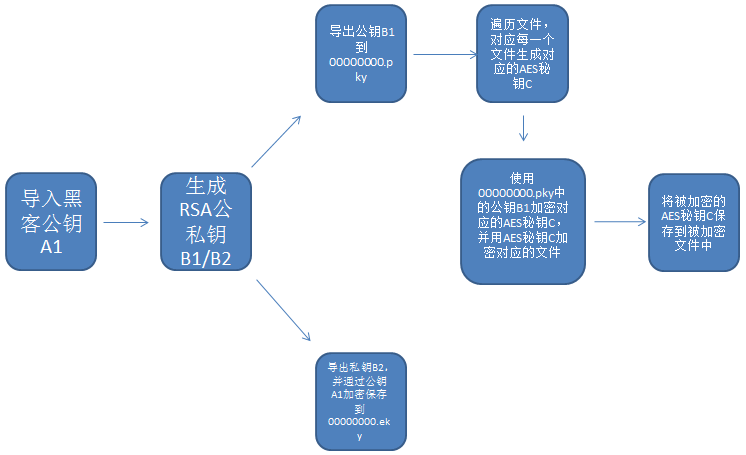 导入黑
客公钥
A1
生成
RSA公
私钥
B1/B2
导出公钥B1
到
00000000.p
ky
遍历文件，
对应每一个
文件生成对
应的AES秘
钥C
使用
00000000.pky中
的公钥B1加密对
应的AES秘钥C，
并用AES秘钥C加
密对应的文件
将被加密的
AES秘钥C保
存到被加密
文件中
导出私钥B2，
并通过公钥
A1加密保存
到
00000000.ek
y